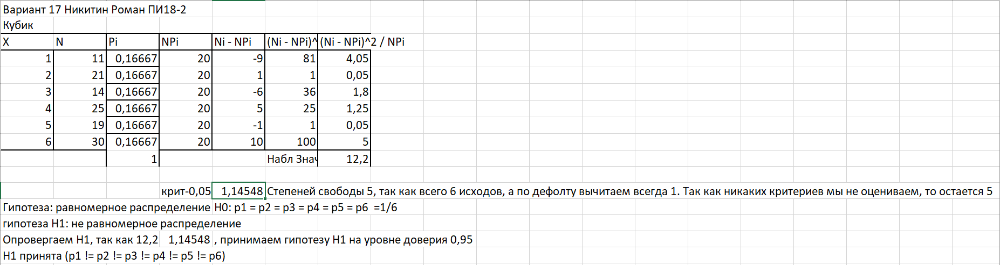 Вариант 17 Никитин Роман ПИ18-2
Кубик
X N Pi NPi Ni - NPi (Ni - NPi)^ (Ni - NPi)^2 / NPi
1 11 0,16667 20 -9 81 4,05
2 21 0,16667 20 1 1 0,05
3 14 0,16667 20 -6 36 1,8
4 25 0,16667 20 5 25 1,25
5 19 0,16667 20 -1 1 0,05
6 30 0,16667 20 10 100 5
1 Набл Знач 12,2
крит-0,05 1,14548 Степеней свободы 5, так как всего 6 исходов, а по дефолту вычитаем всегда 1. Так как никаких критериев мы не оцениваем, то остается 5
Гипотеза: равномерное распределение H0: p1 = p2 = p3 = p4 = p5 = p6 =1/6
гипотеза H1: не равномерное распределение
Опровергаем H1, так как 12,2 1,14548 , принимаем гипотезу H1 на уровне доверия 0,95
H1 принята (p1 != p2 != p3 != p4 != p5 != p6)